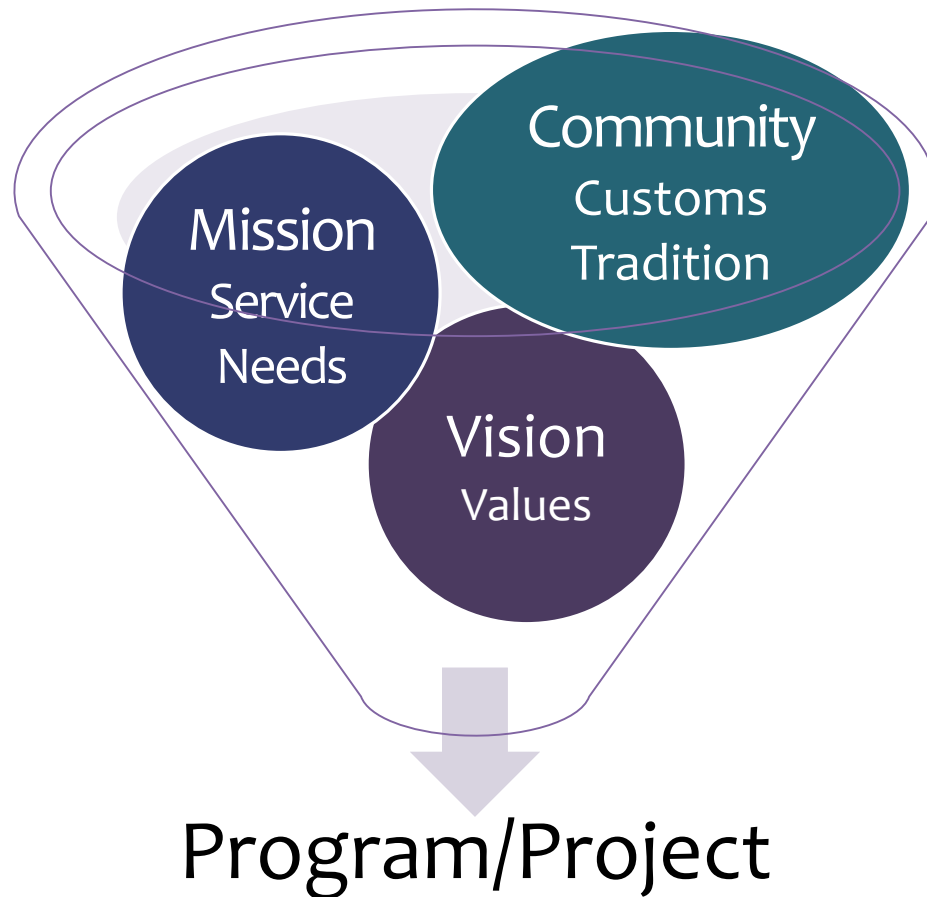 Community
Customs
Tradition
Mission
Service
Needs
Vision
Values
Program/Project